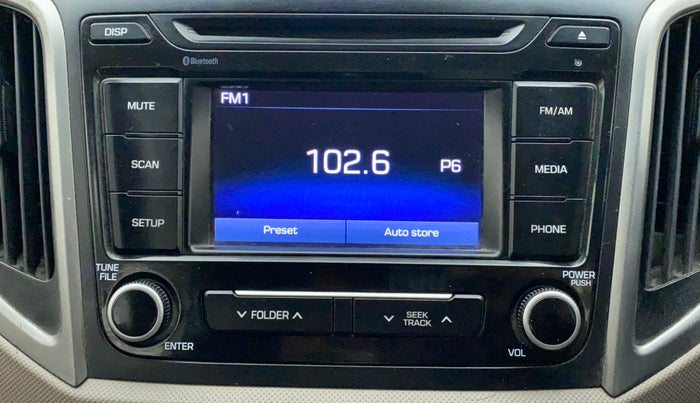 DISP
Bluetooth
MUTE
SCAN
SETUP
FM1
102.6 P6
Preset Auto store
FM/AM
MEDIA
PHONE
TUNE
FILE
ENTER
FOLDER
SEEK
TRACK
POWER
PUSH
VOL